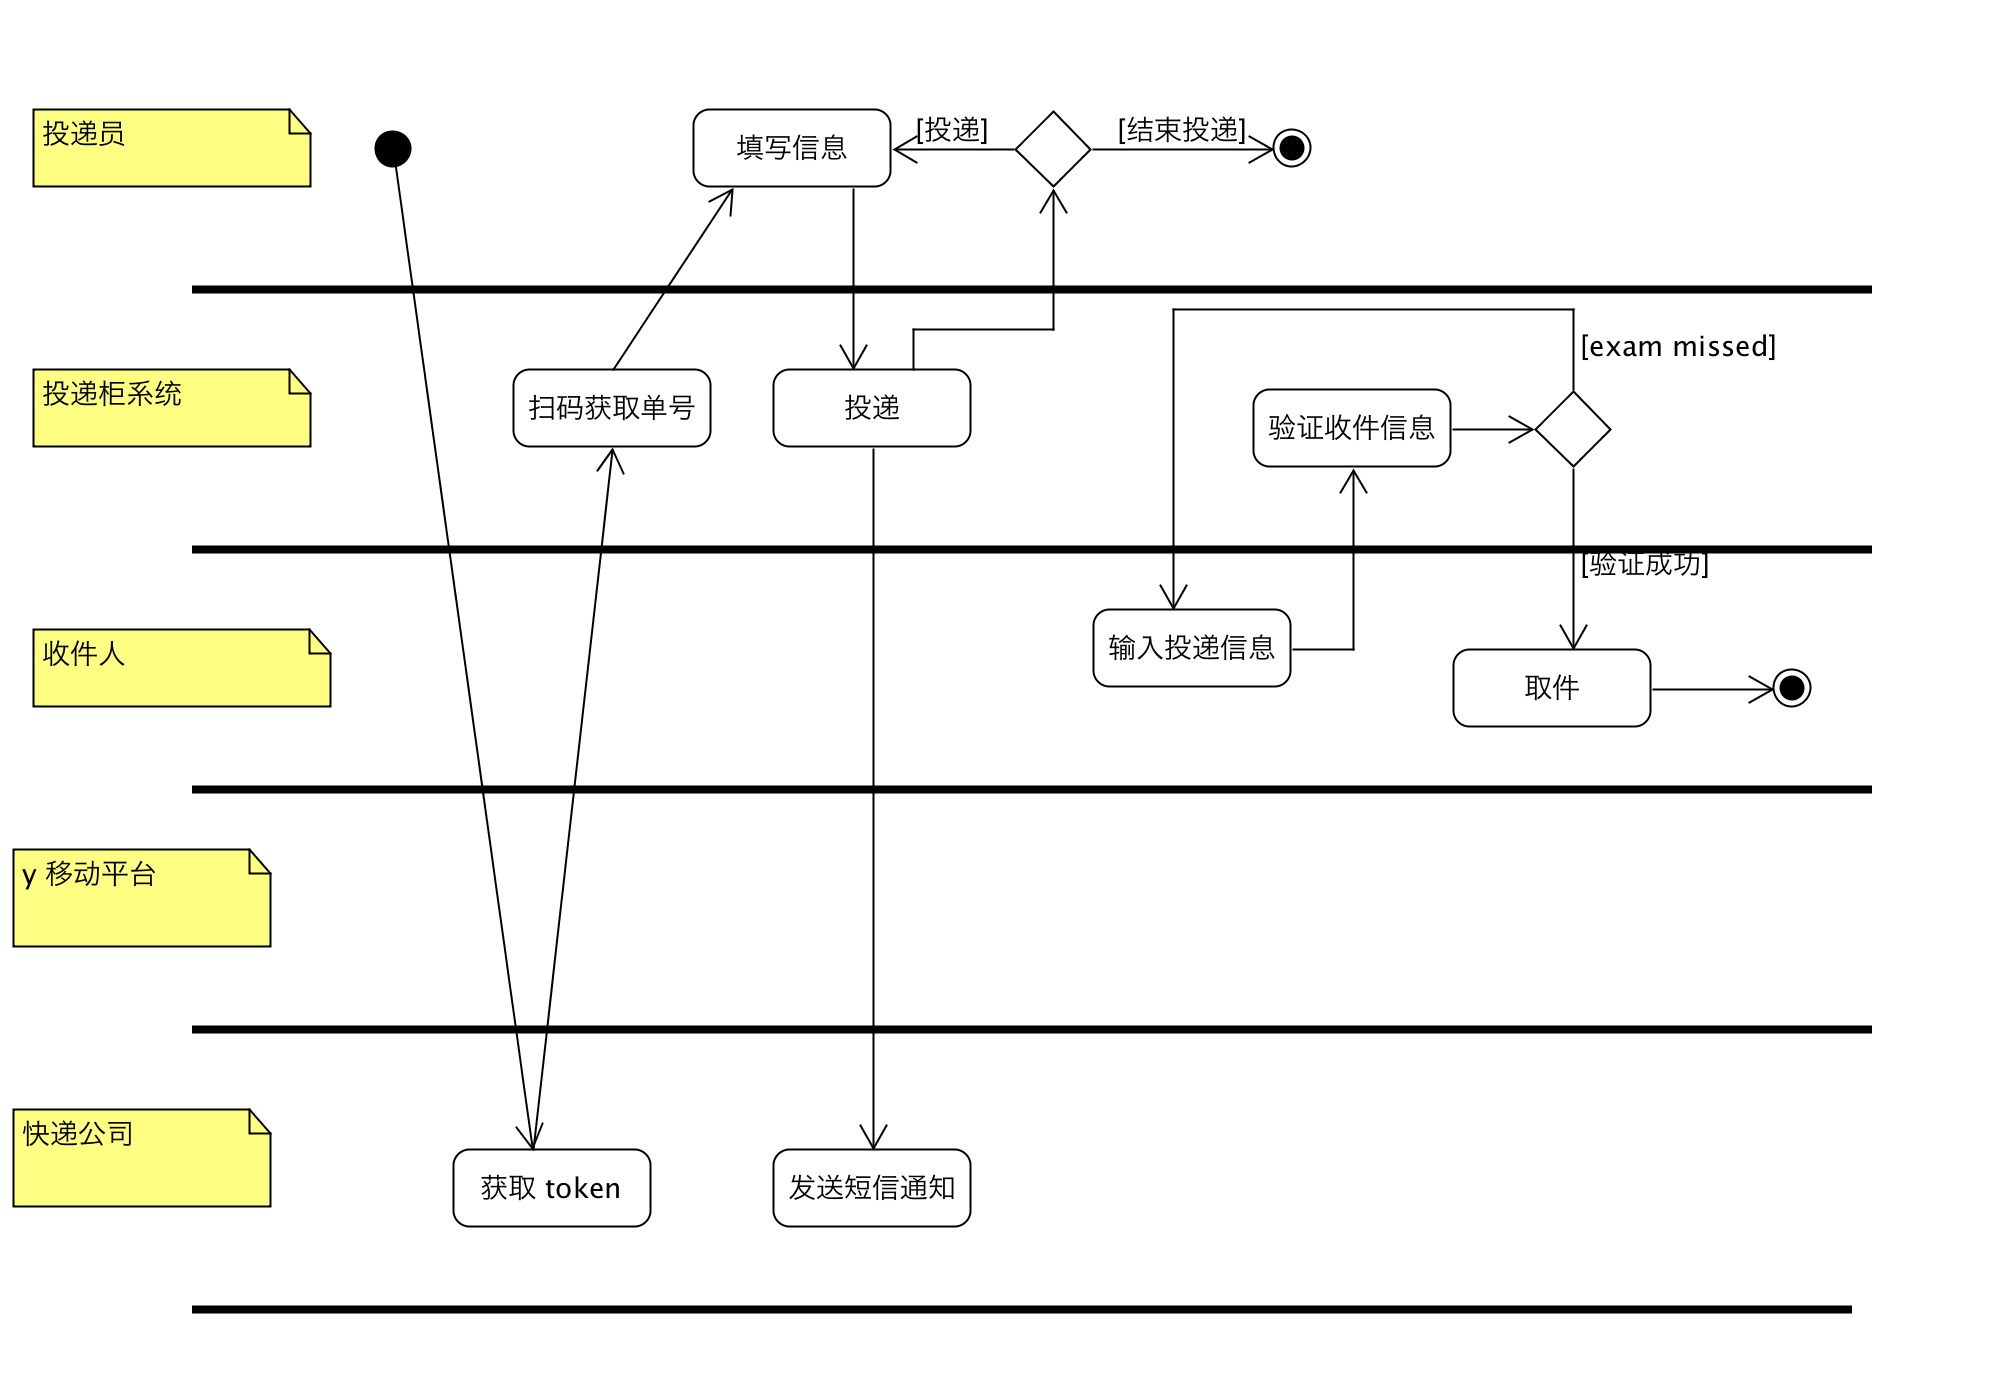 投递员
填写信息
[投递]
[结束投递]
投递柜系统
扫码获取单号
投递
验证收件信息
[exam missed]
[验证成功]
收件人
输入投递信息
取件
y 移动平台
快递公司
获取 token
发送短信通知